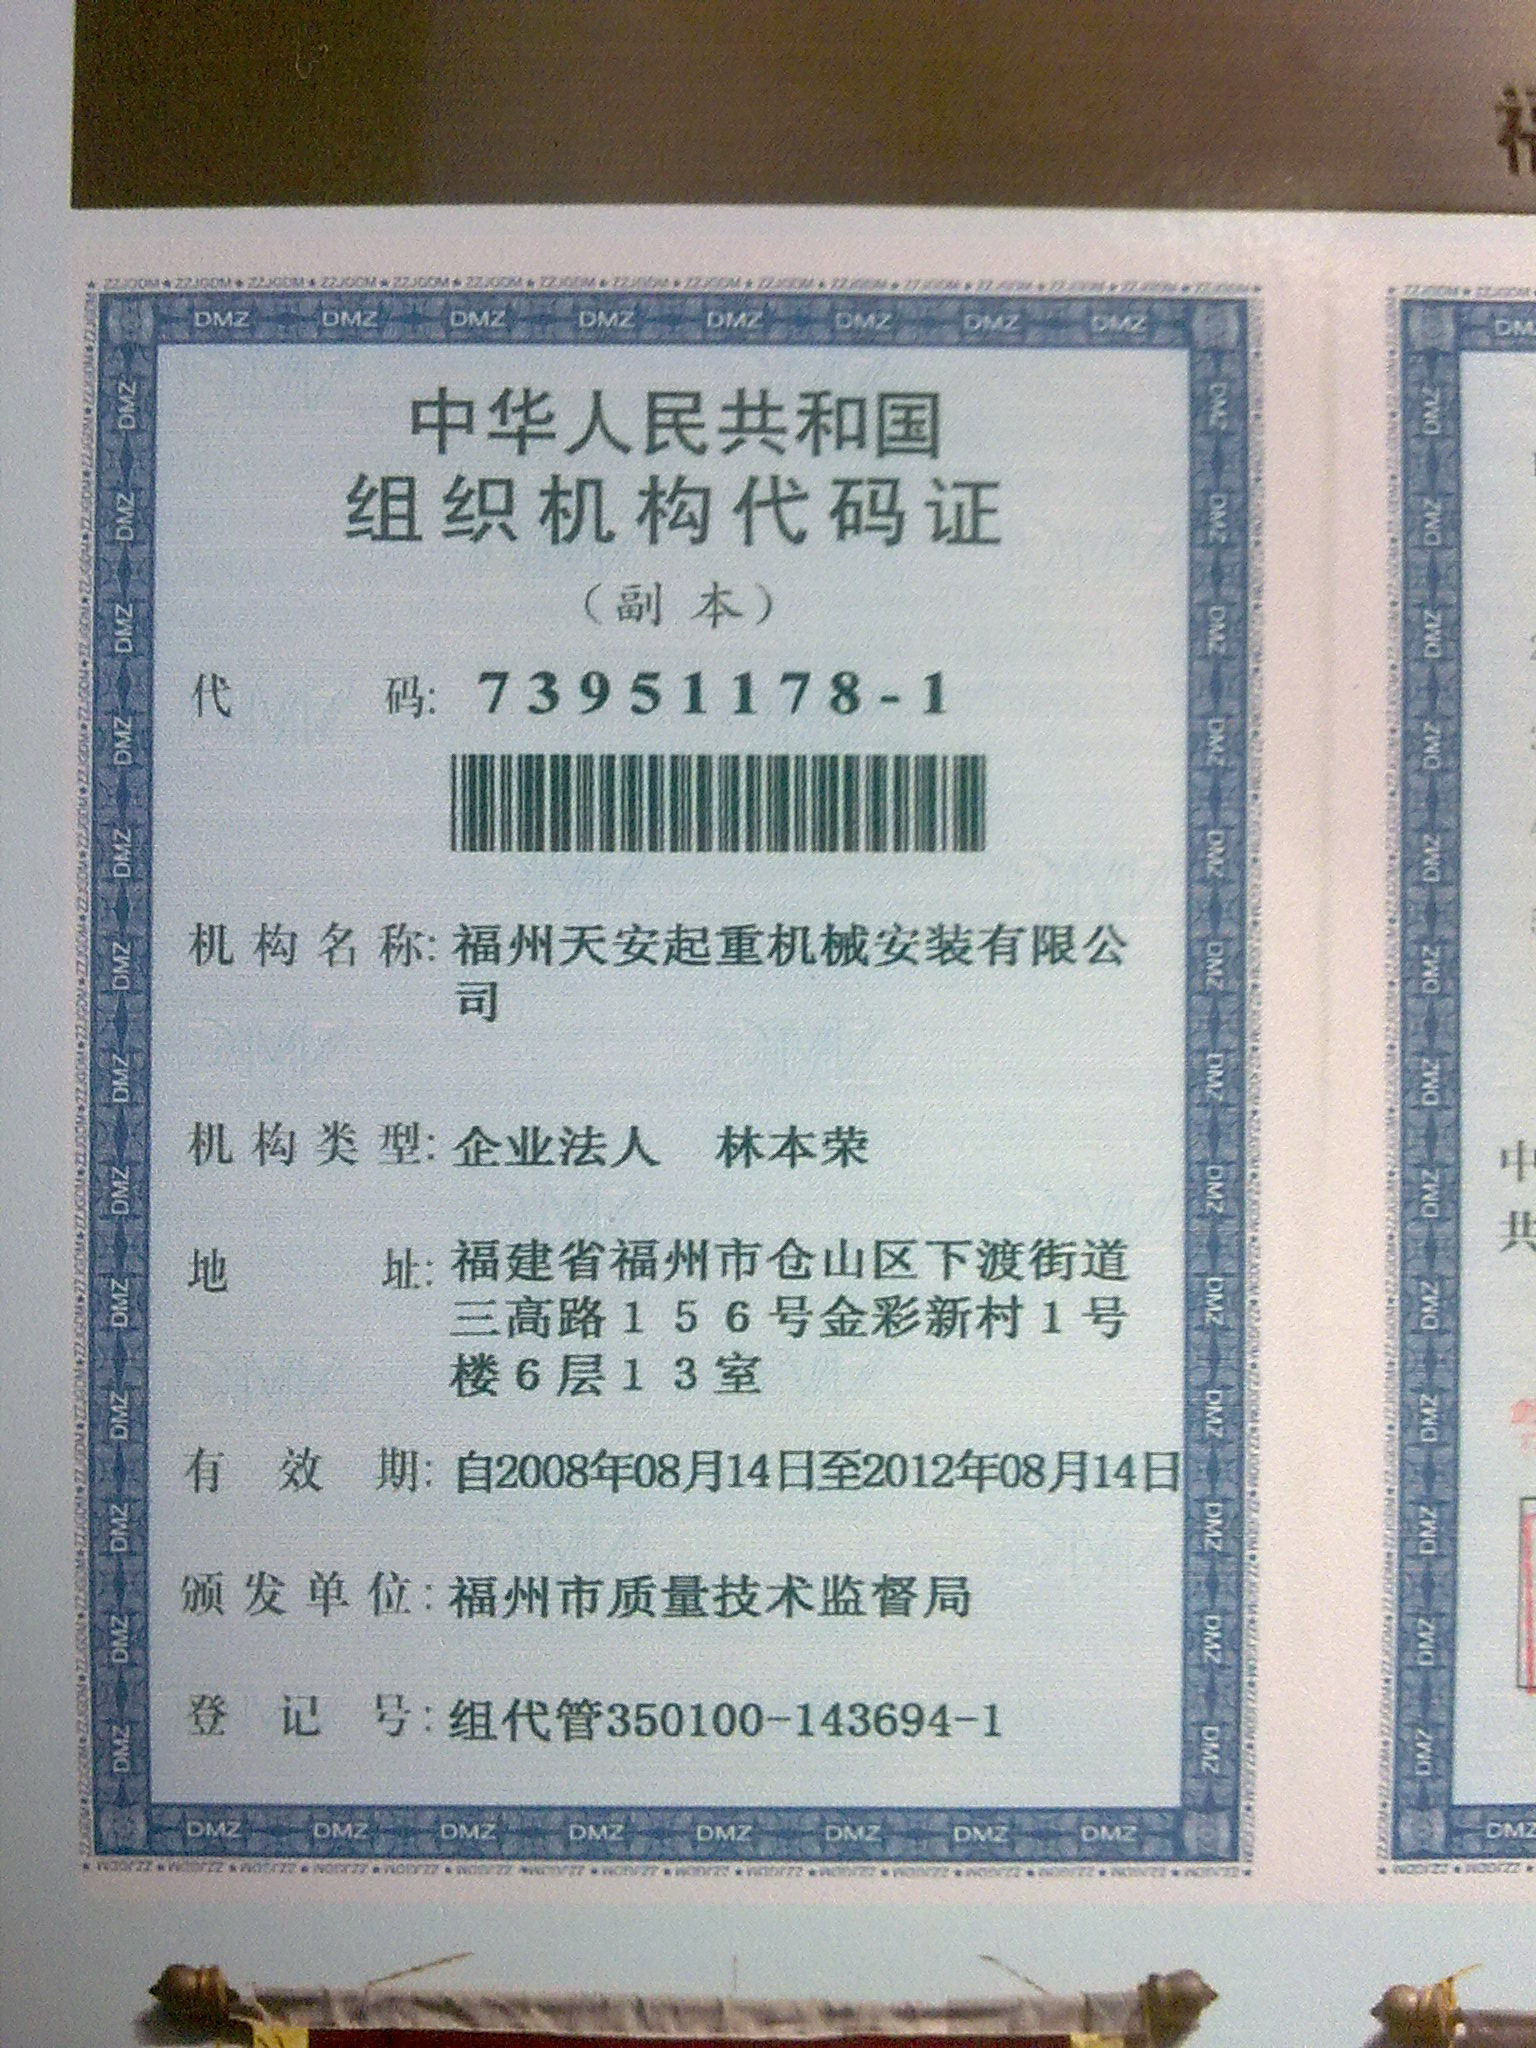 福
中华人民共和国
组织机构代码证
（副 本）
代 码: 73951178-1
机构名称: 福州天安起重机械安装有限公
司
机构类型: 企业法人 林本荣
地 址: 福建省福州市仓山区下渡街道
三高路156号金彩新村1号
楼6层13室
有 效 期: 自2008年08月14日至2012年08月14日
颁发单位: 福州市质量技术监督局
登 记 号: 组代管350100-143694-1
中
共